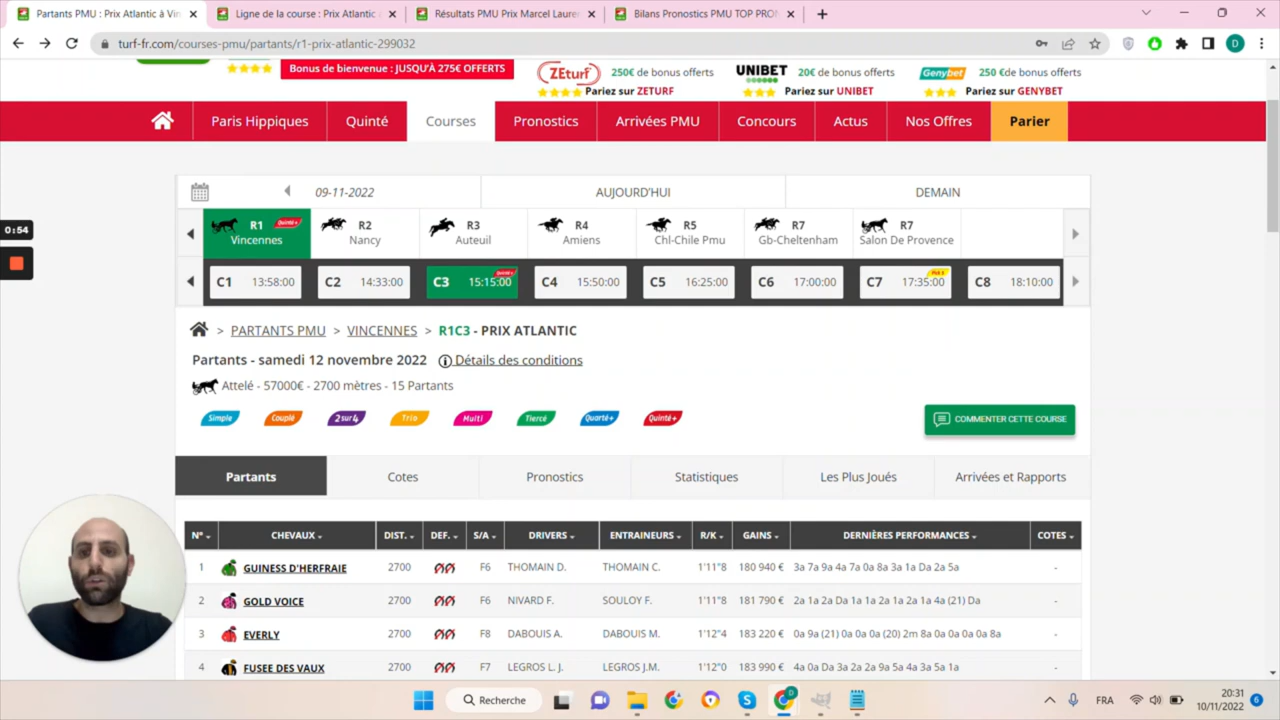 Partants PMU : Prix Atlantic à Vin
Ligne de la course : Prix Atlantic
Résultats PMU Prix Marcel Laure
Bilans Pronostics PMU TOP PRO
turf-fr.com/courses-pmu/partants/r1-prix-atlantic-299032
D
Bonus de bienvenue : JUSQU'À 275€ OFFERTS
ZEturf 250€ de bonus offerts
Pariez sur ZETURF
UNIBET 20€ de bonus offerts
Pariez sur UNIBET
Genybet 250 €de bonus offerts
Pariez sur GENYBET
Paris Hippiques Quinté Courses Pronostics Arrivées PMU Concours Actus Nos Offres Parier
09-11-2022 AUJOURD'HUI DEMAIN
0:54
R1 Quinté+ R2 R3 R4 R5 R7 R7
Vincennes Nancy Auteuil Amiens Chl-Chile Pmu Gb-Cheltenham Salon De Provence
C1 13:58:00 C2 14:33:00 C3 15:15:00 Quinté+ C4 15:50:00 C5 16:25:00 C6 17:00:00 C7 17:35:00 Pick 5 C8 18:10:00
> PARTANTS PMU > VINCENNES > R1C3 - PRIX ATLANTIC
Partants - samedi 12 novembre 2022 Détails des conditions
Attelé - 57000€ - 2700 mètres - 15 Partants
Simple Couplé 2sur4 Trio Multi Tiercé Quarté+ Quinté+
COMMENTER CETTE COURSE
Partants Cotes Pronostics Statistiques Les Plus Joués Arrivées et Rapports
N° CHEVAUX DIST. DEF. S/A DRIVERS ENTRAINEURS R/K GAINS DERNIÈRES PERFORMANCES COTES
1 GUINESS D'HERFRAIE 2700 F6 THOMAIN D. THOMAIN C. 1'11"8 180 940 € 3a 7a 9a 4a 7a 0a 8a 3a 1a Da 2a 5a -
2 GOLD VOICE 2700 F6 NIVARD F. SOULOY F. 1'11"8 181 790 € 2a 1a 2a Da 1a 1a 2a 1a 2a 1a 4a (21) Da -
3 EVERLY 2700 F8 DABOUIS A. DABOUIS M. 1'12"4 183 220 € 0a 9a (21) 0a 0a 0a (20) 2m 8a 0a 0a 0a 0a 8a -
4 FUSEE DES VAUX 2700 F7 LEGROS L. J. LEGROS J.M. 1'12"0 183 990 € 4a 0a Da 3a 2a 2a 9a 5a 4a 3a 5a 1a -
Recherche
FRA
20:31
10/11/2022
6